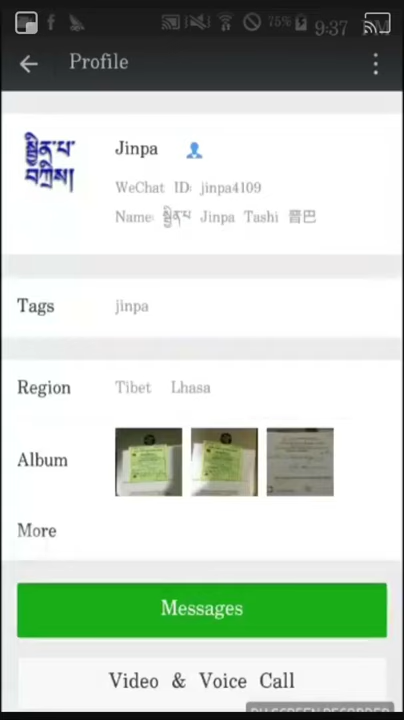 75% 9:37
Profile
སྦྱིན་པ་
བཀྲིས།
Jinpa
WeChat ID: jinpa4109
Name: སྦྱིན་པ Jinpa Tashi 晋巴
Tags jinpa
Region Tibet Lhasa
Album
More
Messages
Video & Voice Call